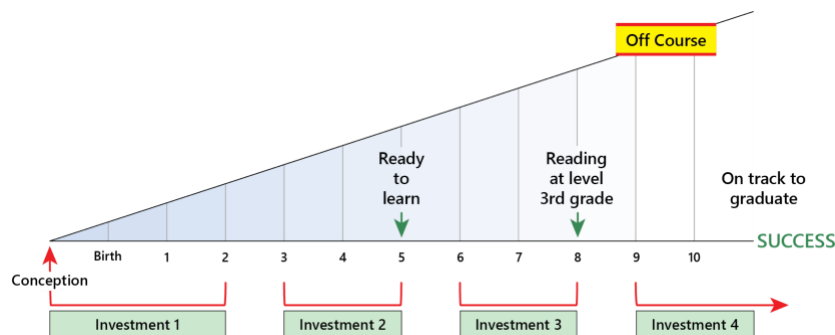 Off Course
Ready
to
learn
Reading
at level
3rd grade
On track to
graduate
SUCCESS
Birth 1 2 3 4 5 6 7 8 9 10
Conception
Investment 1 Investment 2 Investment 3 Investment 4